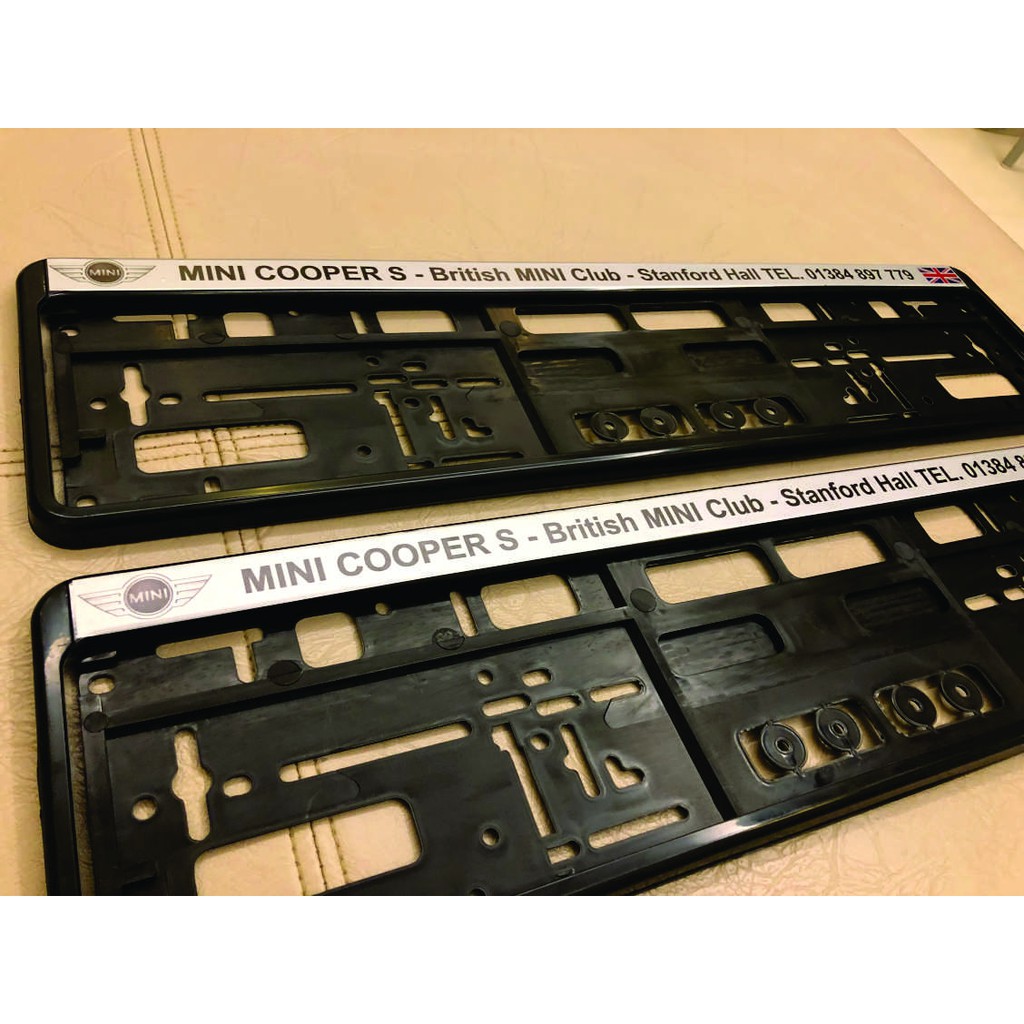 MINI
MINI COOPER S - British MINI Club - Stanford Hall TEL. 01384 897 779
MINI
MINI COOPER S - British MINI Club - Stanford Hall TEL. 01384 8